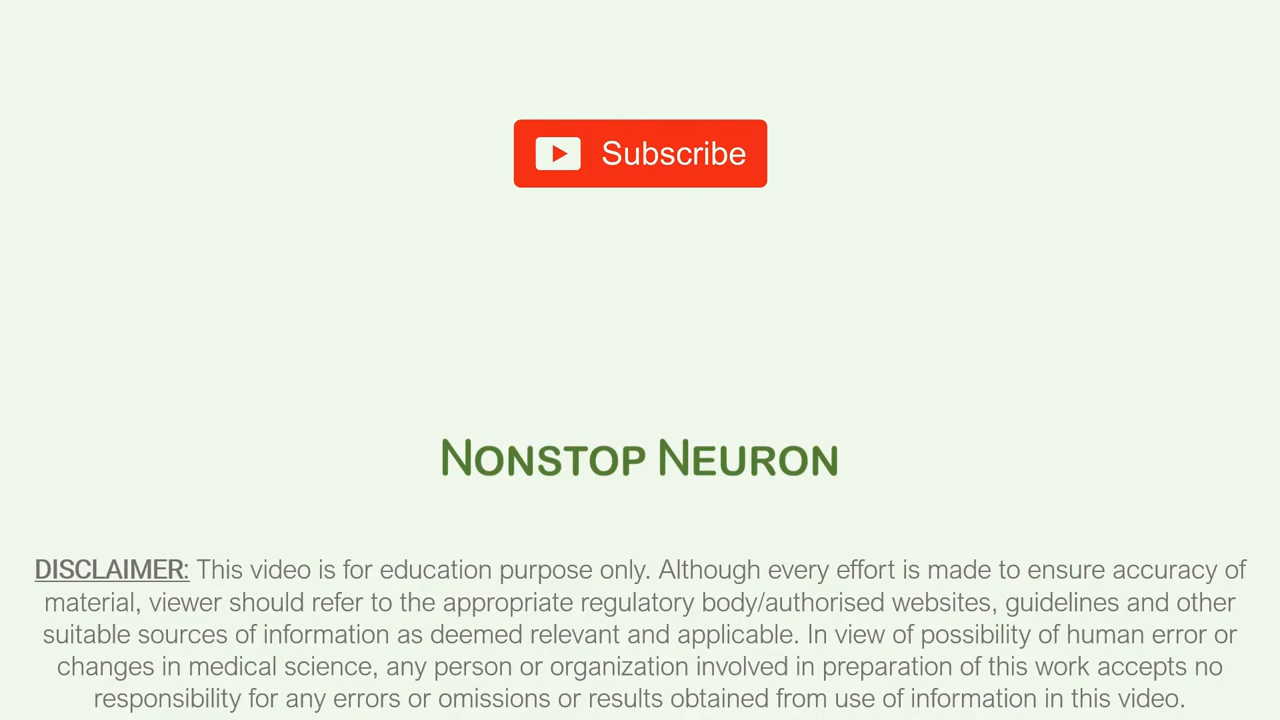 Subscribe
Nonstop Neuron
DISCLAIMER: This video is for education purpose only. Although every effort is made to ensure accuracy of
material, viewer should refer to the appropriate regulatory body/authorised websites, guidelines and other
suitable sources of information as deemed relevant and applicable. In view of possibility of human error or
changes in medical science, any person or organization involved in preparation of this work accepts no
responsibility for any errors or omissions or results obtained from use of information in this video.